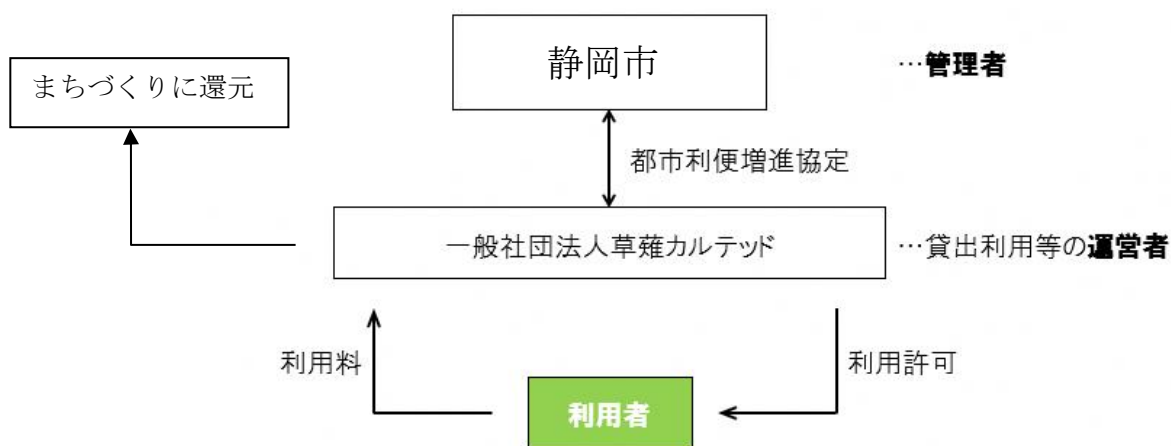 静岡市
…管理者
まちづくりに還元
都市利便増進協定
一般社団法人草薙カルテッド
…貸出利用等の運営者
利用料
利用許可
利用者